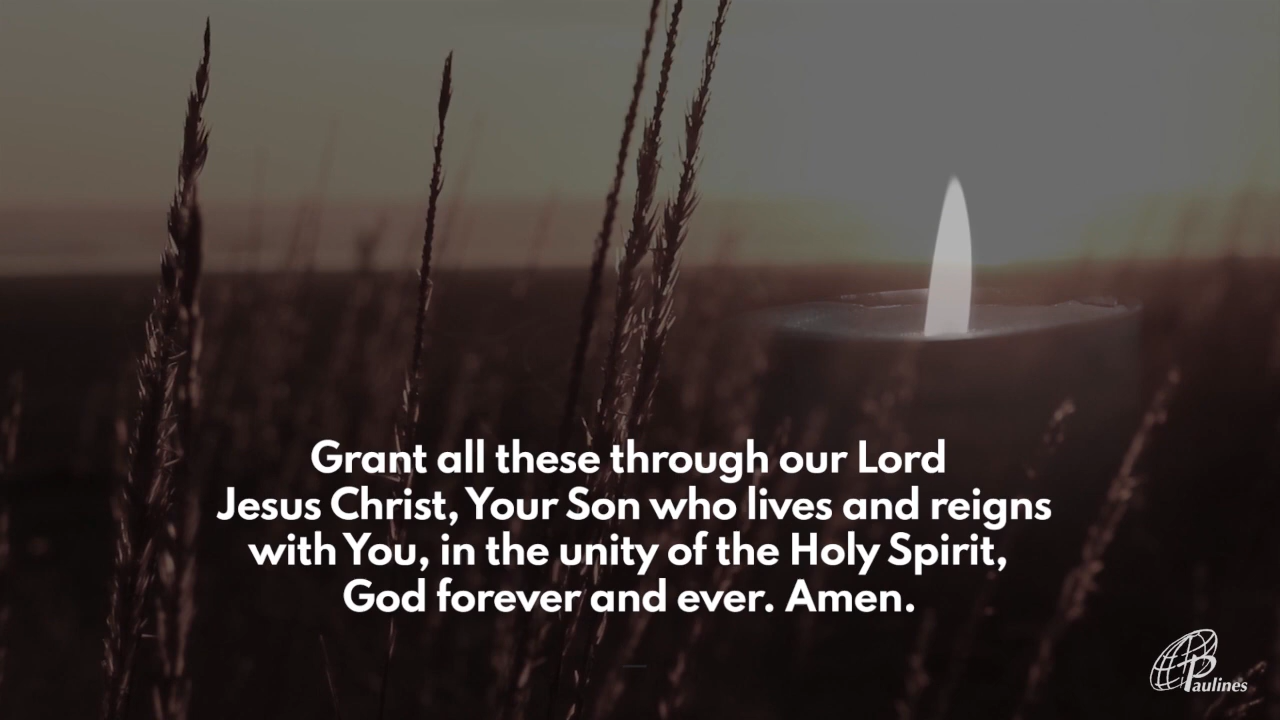 Grant all these through our Lord
Jesus Christ, Your Son who lives and reigns
with You, in the unity of the Holy Spirit,
God forever and ever. Amen.
Paulines